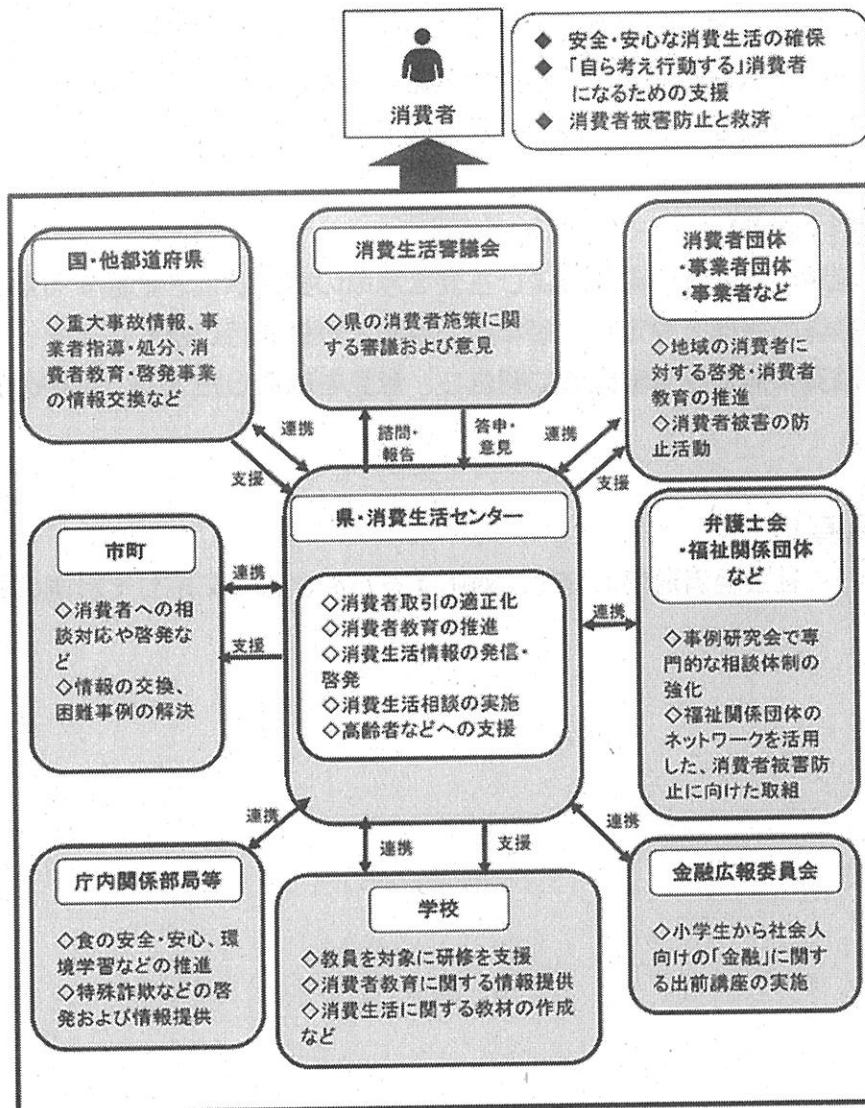 消費者
◆ 安全・安心な消費生活の確保
◆ 「自ら考え行動する」消費者
になるための支援
◆ 消費者被害防止と救済
国・他都道府県
◇重大事故情報、事
業者指導・処分、消
費者教育・啓発事業
の情報交換など
消費生活審議会
◇県の消費者施策に関
する審議および意見
消費者団体
・事業者団体
・事業者など
◇地域の消費者に
対する啓発・消費者
教育の推進
◇消費者被害の防
止活動
連携
支援
諮問・
報告
答申・
意見
連携
支援
県・消費生活センター
◇消費者取引の適正化
◇消費者教育の推進
◇消費生活情報の発信・
啓発
◇消費生活相談の実施
◇高齢者などへの支援
市町
◇消費者への相
談対応や啓発な
ど
◇情報の交換、
困難事例の解決
連携
支援
連携
弁護士会
・福祉関係団体
など
◇事例研究会で専
門的な相談体制の
強化
◇福祉関係団体の
ネットワークを活用
した、消費者被害防
止に向けた取組
連携
連携
支援
連携
庁内関係部局等
◇食の安全・安心、環
境学習などの推進
◇特殊詐欺などの啓
発および情報提供
学校
◇教員を対象に研修を支援
◇消費者教育に関する情報提供
◇消費生活に関する教材の作成
など
金融広報委員会
◇小学生から社会人
向けの「金融」に関す
る出前講座の実施